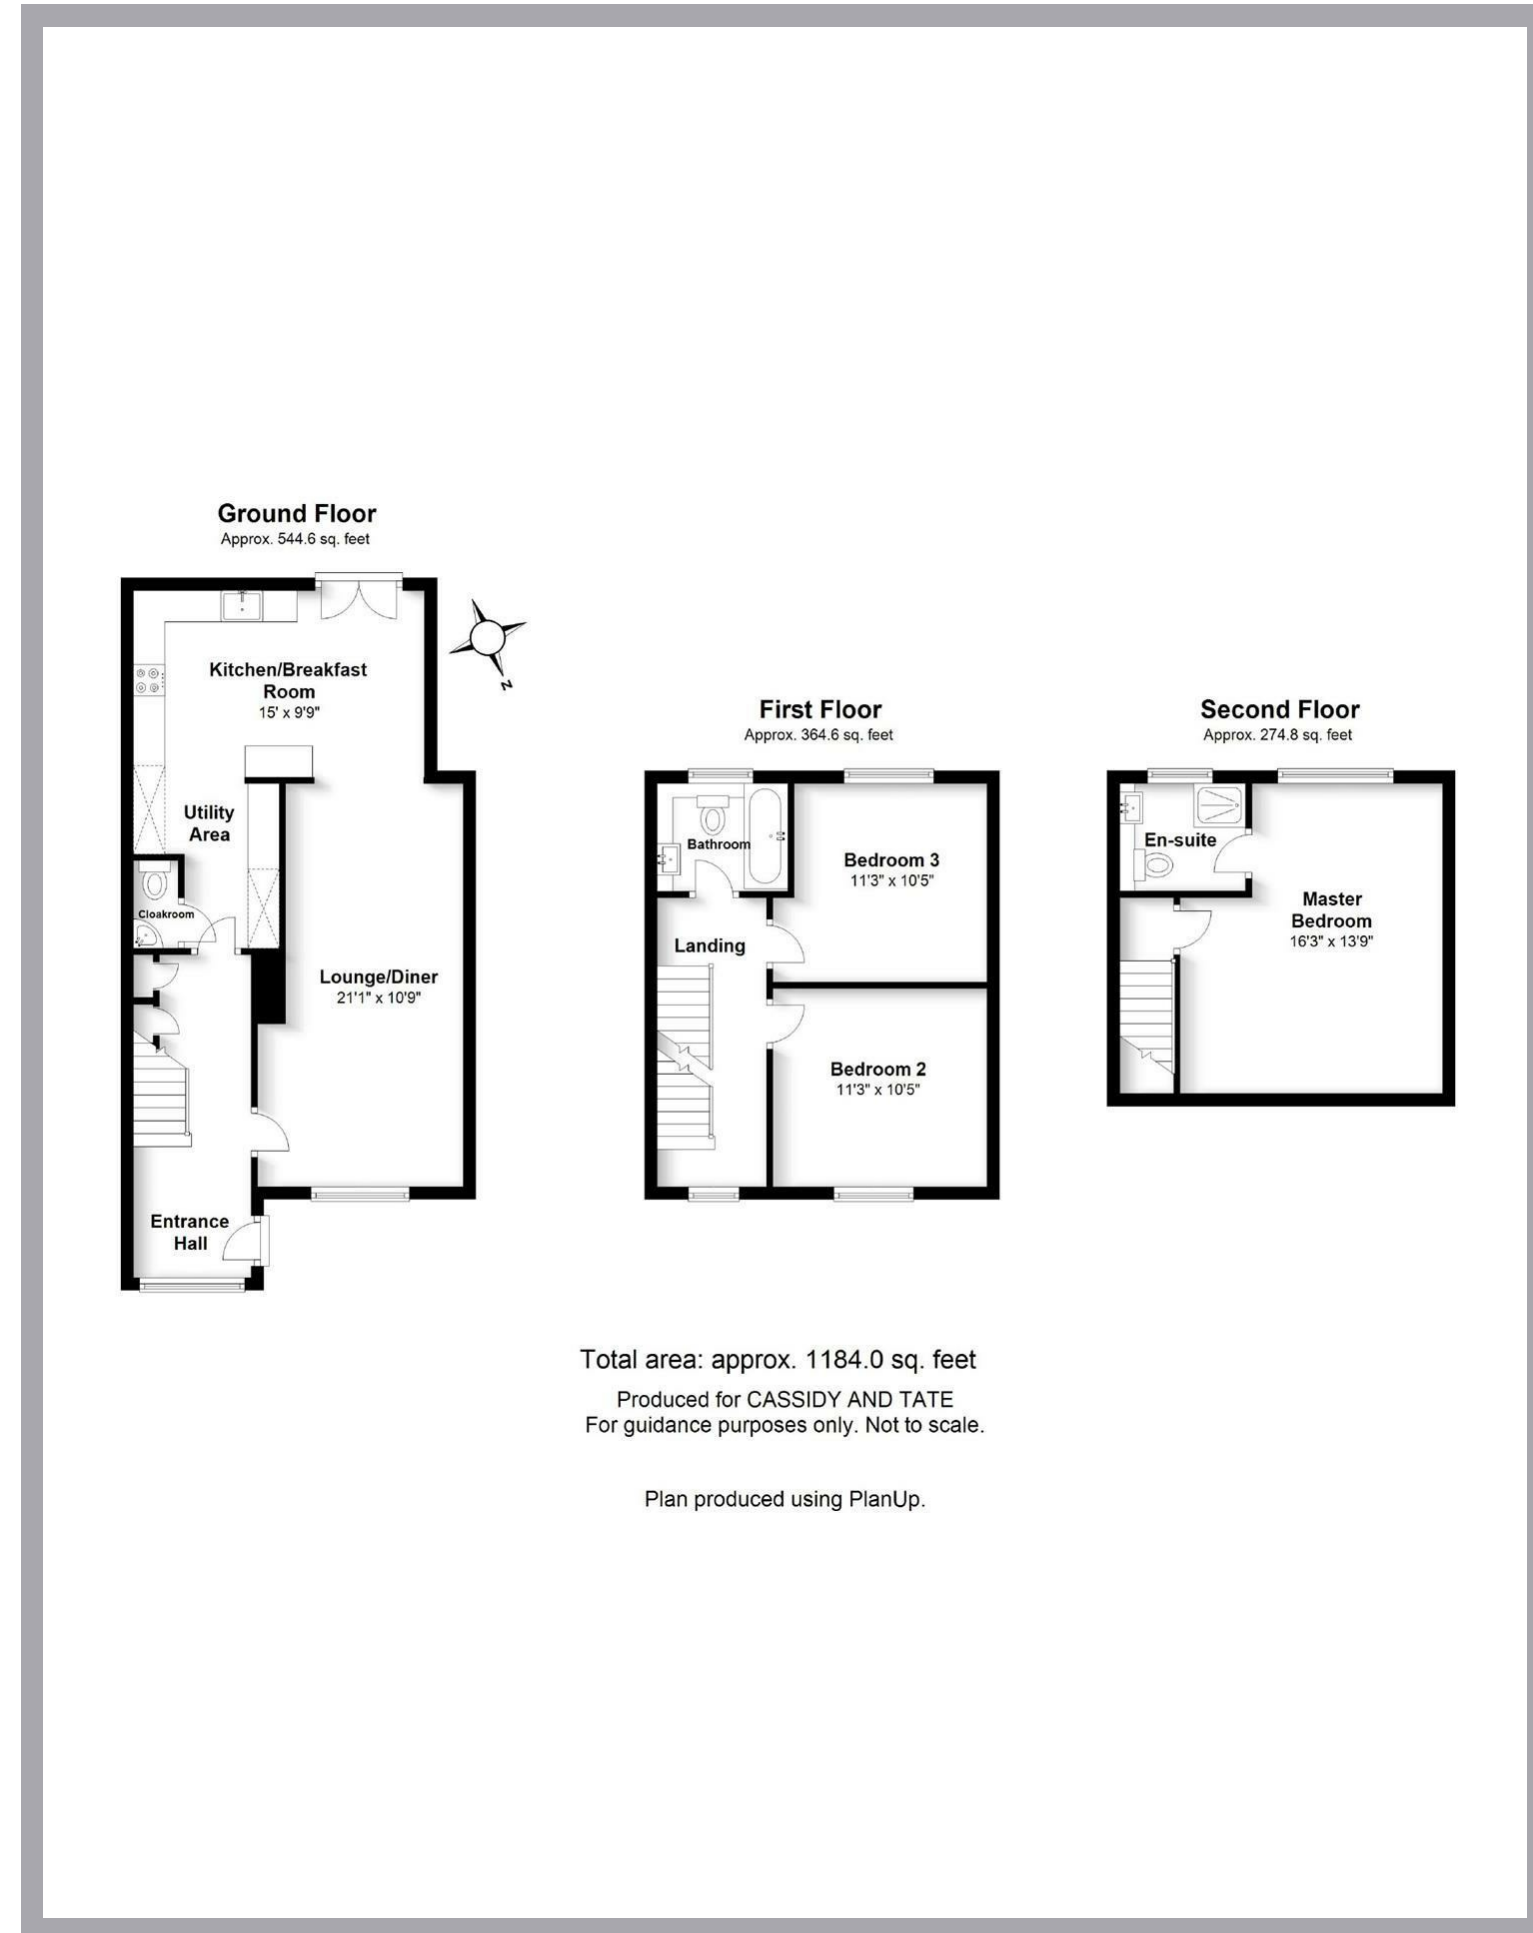 Ground Floor
Approx. 544.6 sq. feet
Kitchen/Breakfast
Room
15' x 9'9"
Utility
Area
Cloakroom
Lounge/Diner
21'1" x 10'9"
Entrance
Hall
N
First Floor
Approx. 364.6 sq. feet
Bathroom
Bedroom 3
11'3" x 10'5"
Landing
Bedroom 2
11'3" x 10'5"
Second Floor
Approx. 274.8 sq. feet
En-suite
Master
Bedroom
16'3" x 13'9"
Total area: approx. 1184.0 sq. feet
Produced for CASSIDY AND TATE
For guidance purposes only. Not to scale.
Plan produced using PlanUp.